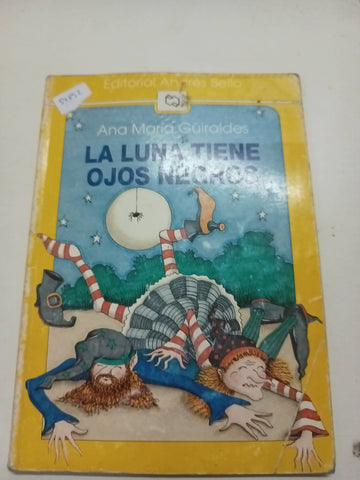 Editorial Andrés Bello
Ana María Güiraldes
LA LUNA TIENE
OJOS NEGROS